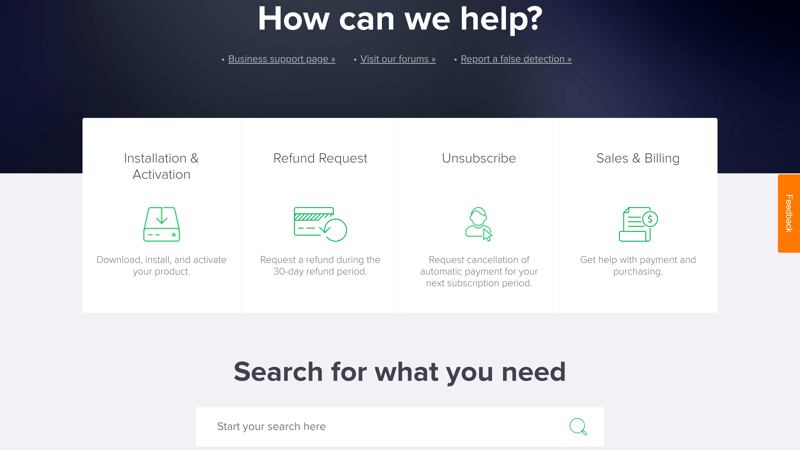 How can we help?
• Business support page » • Visit our forums » • Report a false detection »
Installation &
Activation
Download, install, and activate
your product.
Refund Request
Request a refund during the
30-day refund period.
Unsubscribe
Request cancellation of
automatic payment for your
next subscription period.
Sales & Billing
$
Get help with payment and
purchasing.
Feedback
Search for what you need
Start your search here